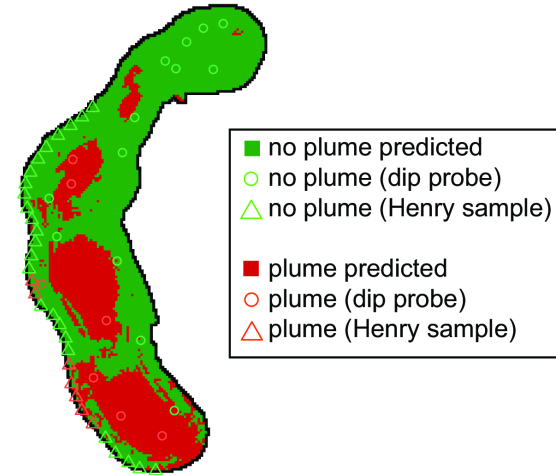 no plume predicted
no plume (dip probe)
no plume (Henry sample)
plume predicted
plume (dip probe)
plume (Henry sample)